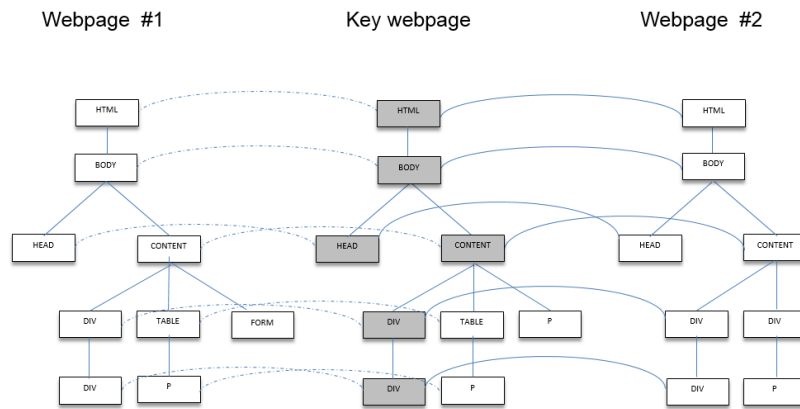 Webpage #1 Key webpage Webpage #2
HTML HTML HTML
BODY BODY BODY
HEAD CONTENT HEAD CONTENT HEAD CONTENT
DIV TABLE FORM DIV TABLE P DIV DIV
DIV P DIV P DIV P